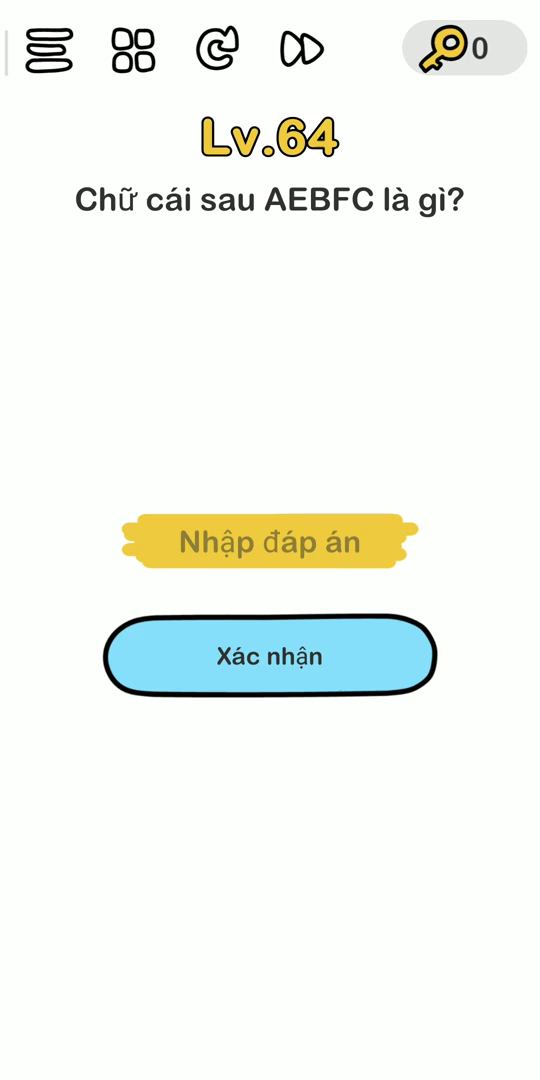 0
Lv.64
Chữ cái sau AEBFC là gì?
Nhập đáp án
Xác nhận